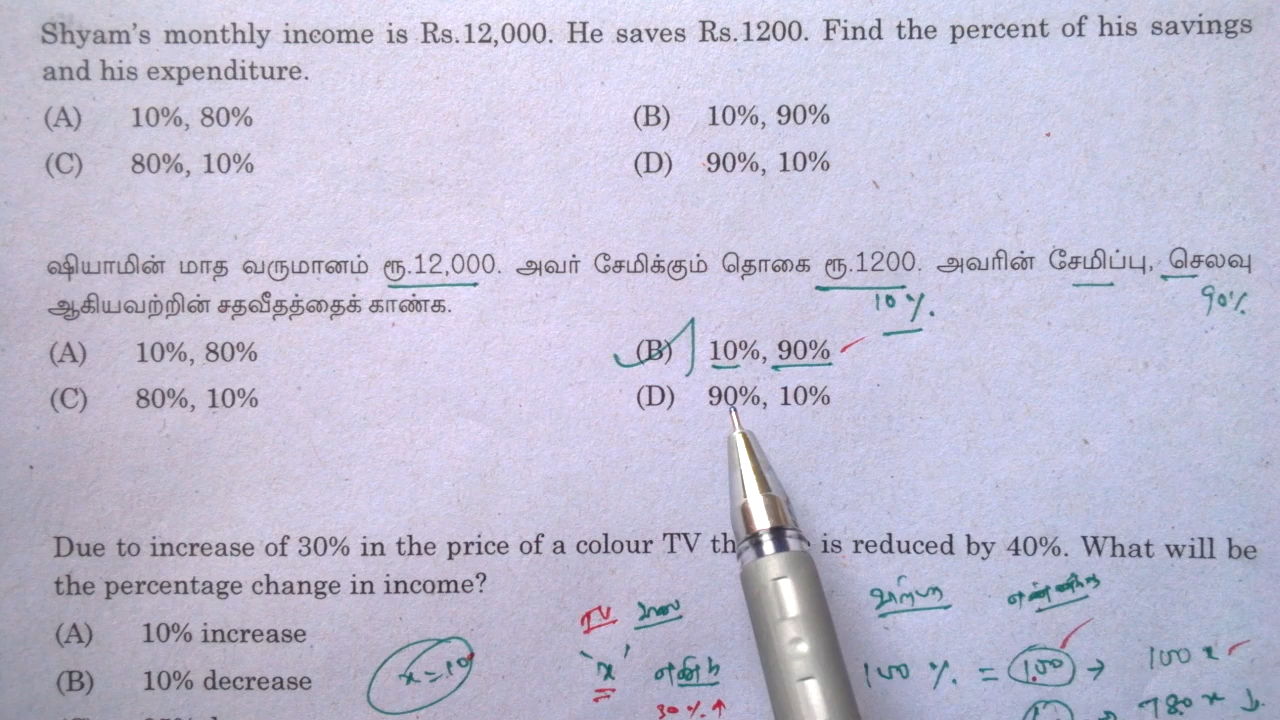 Shyam's monthly income is Rs.12,000. He saves Rs.1200. Find the percent of his savings
and his expenditure.
(A) 10%, 80% (B) 10%, 90%
(C) 80%, 10% (D) 90%, 10%
ஷியாமின் மாத வருமானம் ரூ.12,000. அவர் சேமிக்கும் தொகை ரூ.1200. அவரின் சேமிப்பு, செலவு
10% 90%
ஆகியவற்றின் சதவீதத்தைக் காண்க.
(A) 10%, 80% (B) 10%, 90%
(C) 80%, 10% (D) 90%, 10%
Due to increase of 30% in the price of a colour TV is reduced by 40%. What will be
the percentage change in income?
(A) 10% increase
TV
(B) 10% decrease
'x' 100% = 100 → 100 x
30% ↑